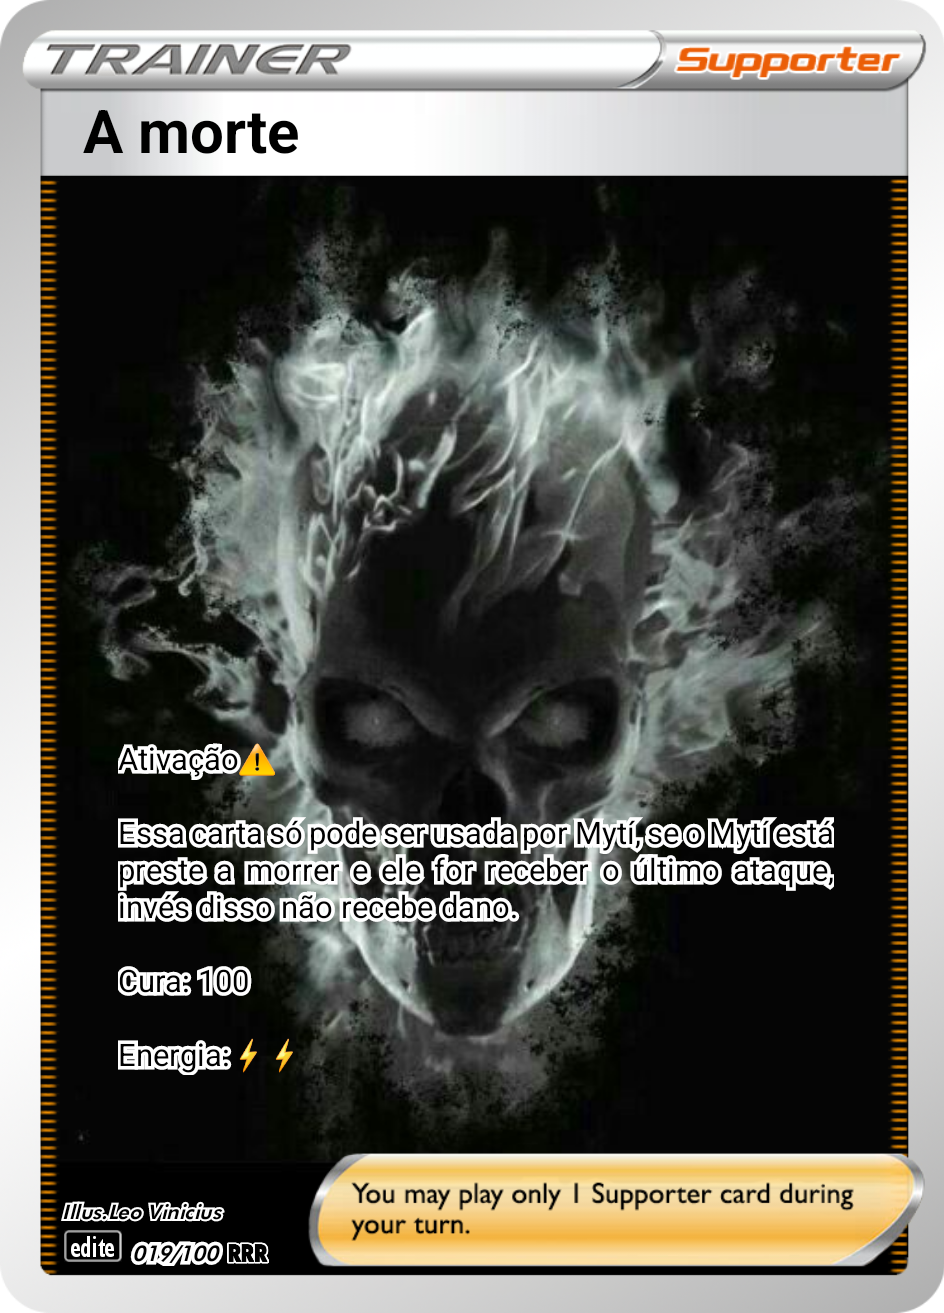 TRAINER
Supporter
A morte
Ativação⚠️
Essa carta só pode ser usada por Mytí, se o Mytí está
preste a morrer e ele for receber o último ataque,
invés disso não recebe dano.
Cura: 100
Energia:⚡ ⚡
You may play only 1 Supporter card during
your turn.
Illus.Leo Vinicius
edite 019/100 RRR